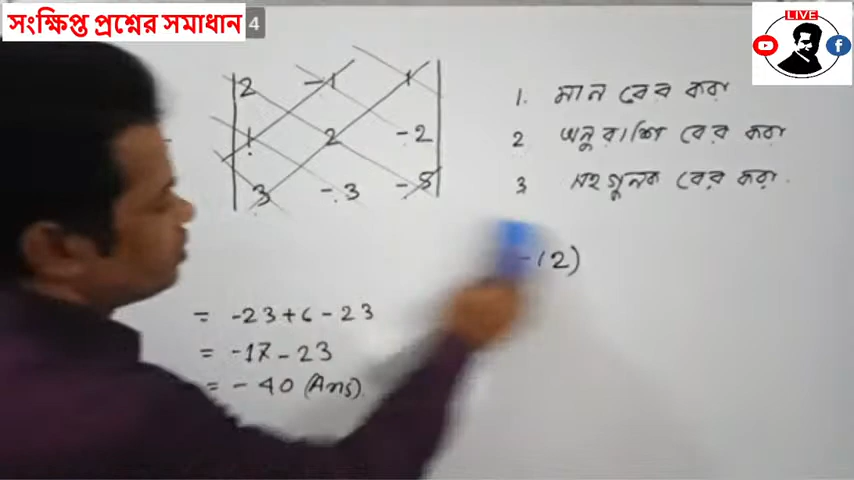 সংক্ষিপ্ত প্রশ্নের সমাধান 4
LIVE
2 -1 1
1 2 -2
3 -3 -5
1. মান বের করা
2 অনুরাশি বের করা
3 সহগুনক বের করা.
-(2)
= -23+6-23
= -17-23
= -40 (Ans).